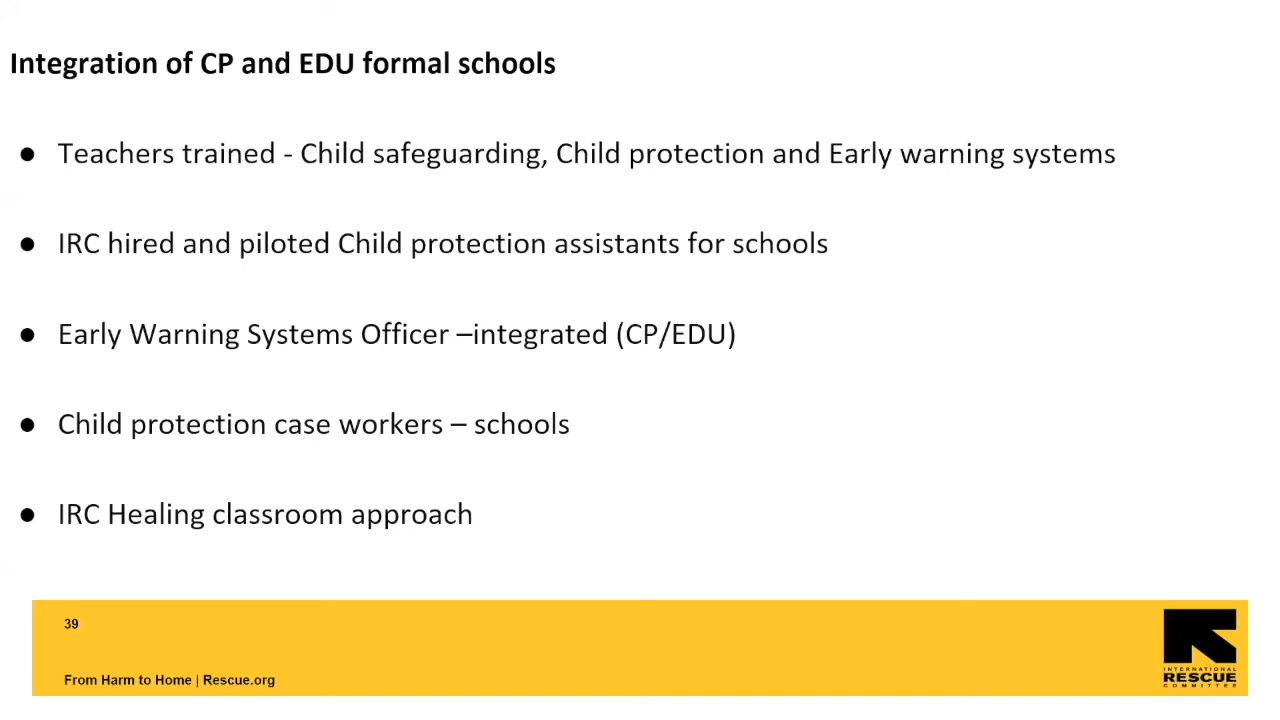 Integration of CP and EDU formal schools
● Teachers trained - Child safeguarding, Child protection and Early warning systems
● IRC hired and piloted Child protection assistants for schools
● Early Warning Systems Officer –integrated (CP/EDU)
● Child protection case workers – schools
● IRC Healing classroom approach
39
From Harm to Home | Rescue.org
INTERNATIONAL
RESCUE
COMMITTEE